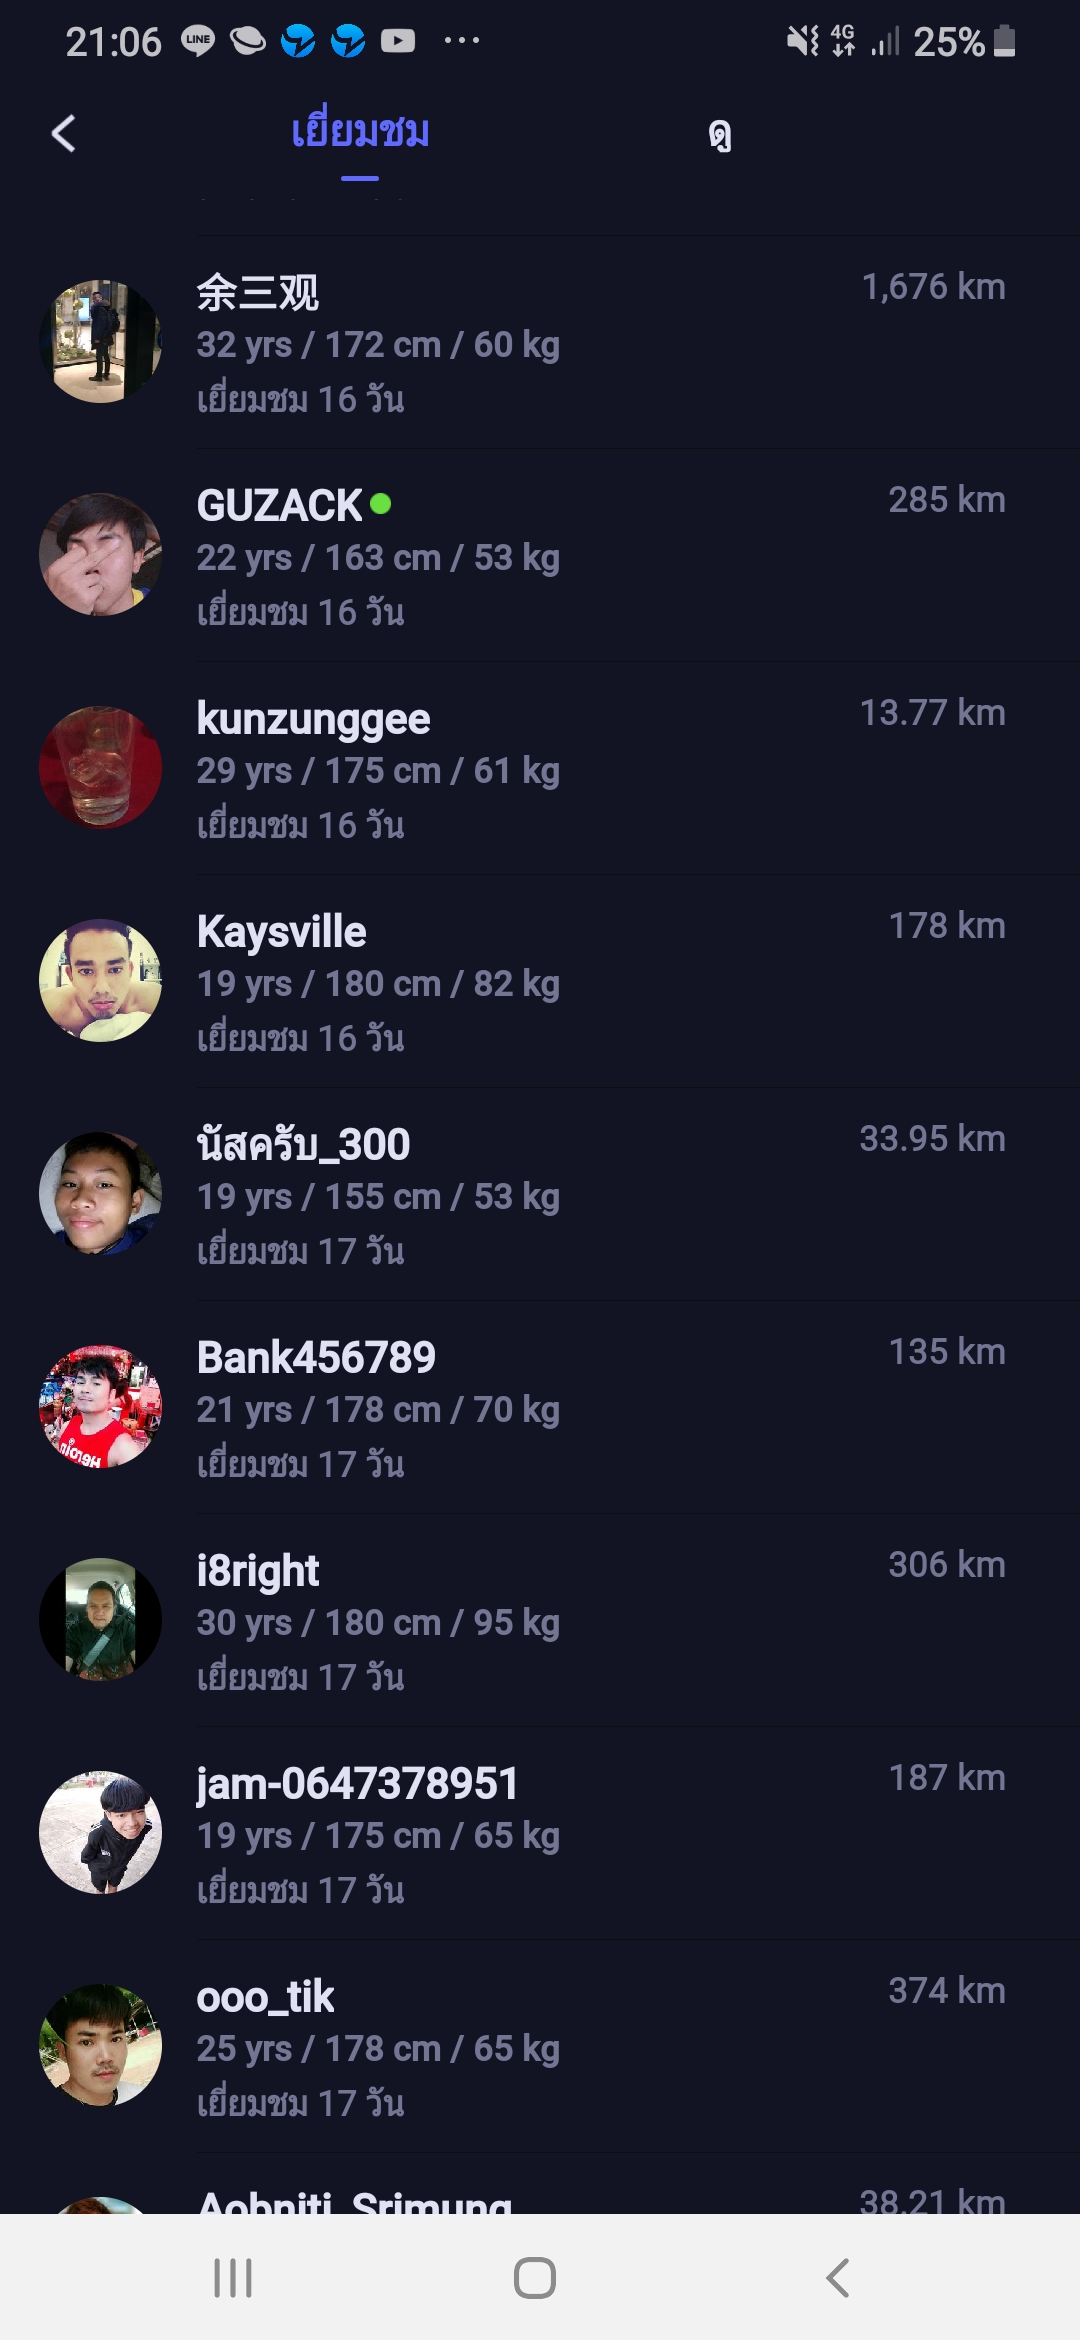 21:06 LINE 4G 25%
เยี่ยมชม ดู
余三观 1,676 km
32 yrs / 172 cm / 60 kg
เยี่ยมชม 16 วัน
GUZACK 285 km
22 yrs / 163 cm / 53 kg
เยี่ยมชม 16 วัน
kunzunggee 13.77 km
29 yrs / 175 cm / 61 kg
เยี่ยมชม 16 วัน
Kaysville 178 km
19 yrs / 180 cm / 82 kg
เยี่ยมชม 16 วัน
นัสครับ_300 33.95 km
19 yrs / 155 cm / 53 kg
เยี่ยมชม 17 วัน
Bank456789 135 km
21 yrs / 178 cm / 70 kg
เยี่ยมชม 17 วัน
i8right 306 km
30 yrs / 180 cm / 95 kg
เยี่ยมชม 17 วัน
jam-0647378951 187 km
19 yrs / 175 cm / 65 kg
เยี่ยมชม 17 วัน
ooo_tik 374 km
25 yrs / 178 cm / 65 kg
เยี่ยมชม 17 วัน
Aobniti_Srimung 38.21 km